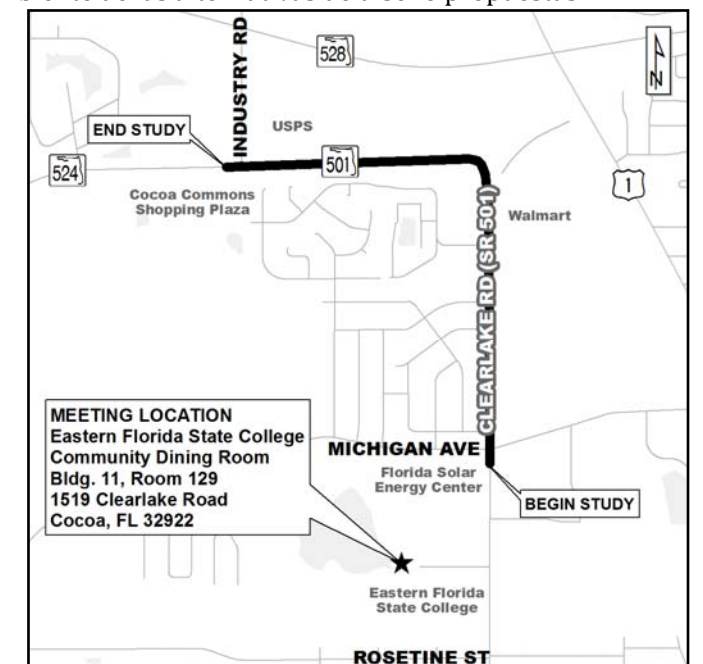 528
INDUSTRY RD
N
END STUDY
USPS
524
501
1
Cocoa Commons
Shopping Plaza
Walmart
CLEARLAKE RD (SR 501)
MEETING LOCATION
Eastern Florida State College
Community Dining Room
Bldg. 11, Room 129
1519 Clearlake Road
Cocoa, FL 32922
MICHIGAN AVE
Florida Solar
Energy Center
BEGIN STUDY
Eastern Florida
State College
ROSETINE ST